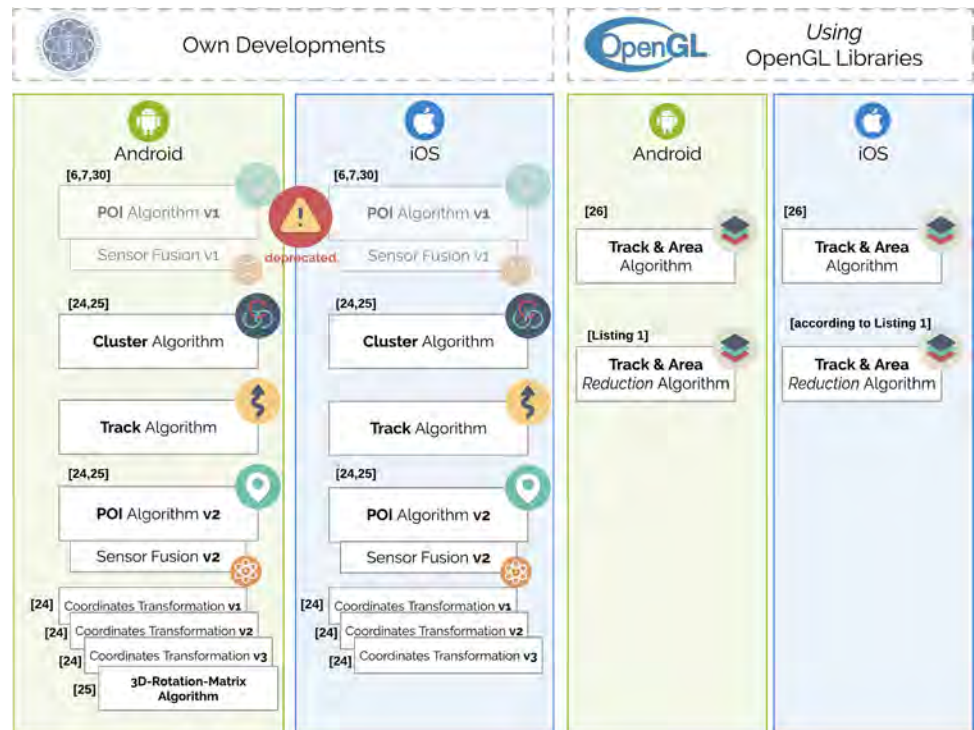 Own Developments
OpenGL
Using
OpenGL Libraries
Android
[6,7,30]
POI Algorithm v1
Sensor Fusion v1
deprecated
[24,25]
Cluster Algorithm
Track Algorithm
[24,25]
POI Algorithm v2
Sensor Fusion v2
[24] Coordinates Transformation v1
[24] Coordinates Transformation v2
[24] Coordinates Transformation v3
[25] 3D-Rotation-Matrix
Algorithm
iOS
[6,7,30]
POI Algorithm v1
Sensor Fusion v1
[24,25]
Cluster Algorithm
Track Algorithm
[24,25]
POI Algorithm v2
Sensor Fusion v2
[24] Coordinates Transformation v1
[24] Coordinates Transformation v2
[24] Coordinates Transformation v3
Android
[26]
Track & Area
Algorithm
[Listing 1]
Track & Area
Reduction Algorithm
iOS
[26]
Track & Area
Algorithm
[according to Listing 1]
Track & Area
Reduction Algorithm